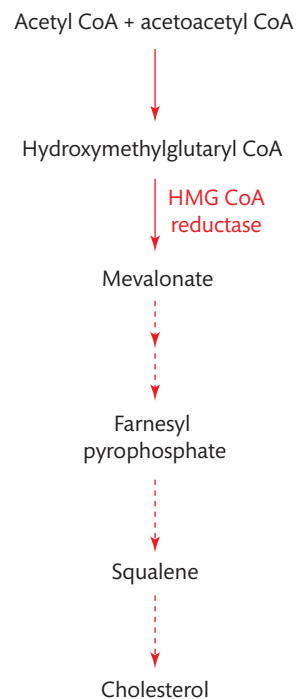 Acetyl CoA + acetoacetyl CoA
Hydroxymethylglutaryl CoA
HMG CoA
reductase
Mevalonate
Farnesyl
pyrophosphate
Squalene
Cholesterol